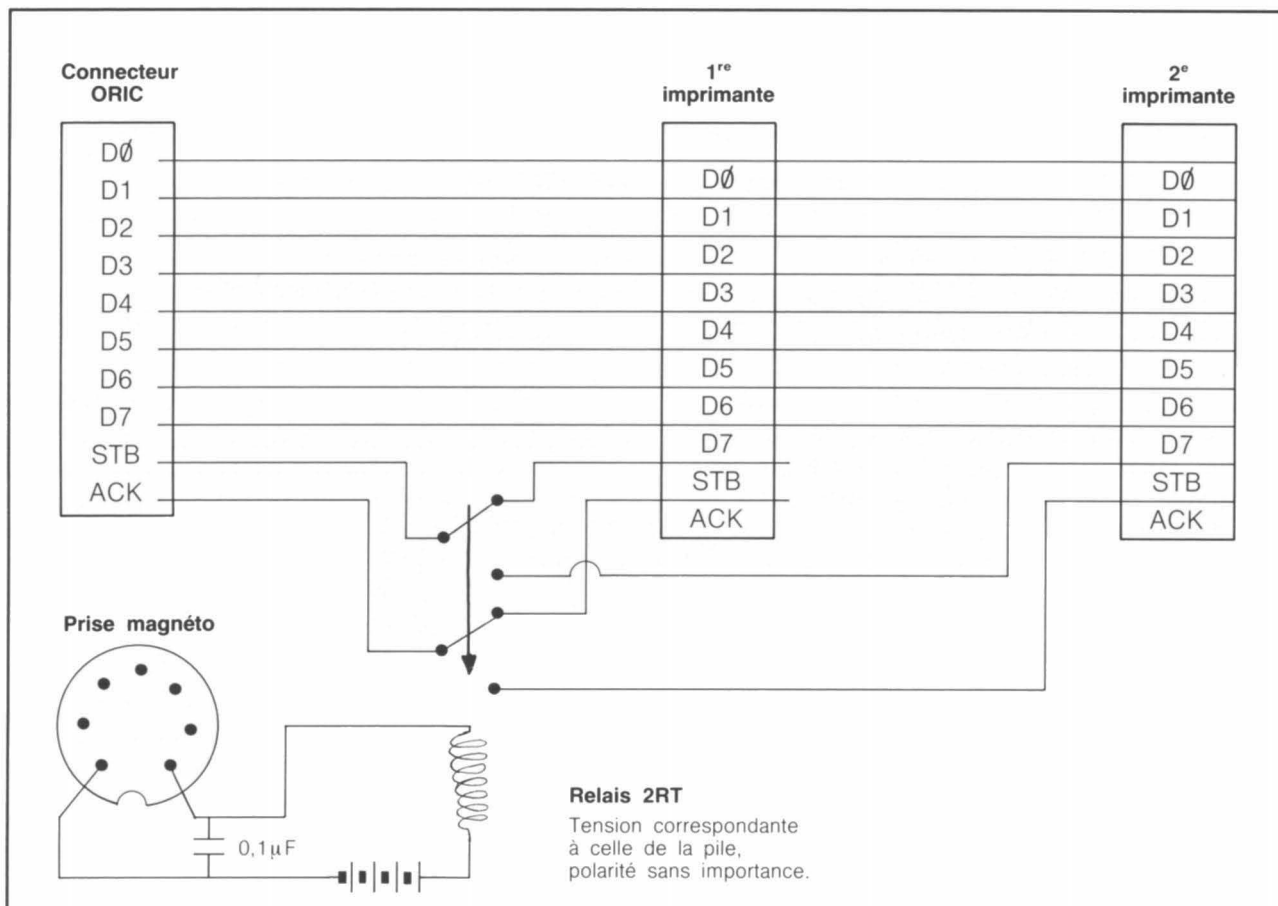 Connecteur
ORIC
1re
imprimante
2e
imprimante
DØ
D1
D2
D3
D4
D5
D6
D7
STB
ACK
DØ
D1
D2
D3
D4
D5
D6
D7
STB
ACK
DØ
D1
D2
D3
D4
D5
D6
D7
STB
ACK
Prise magnéto
0,1µF
Relais 2RT
Tension correspondante
à celle de la pile,
polarité sans importance.